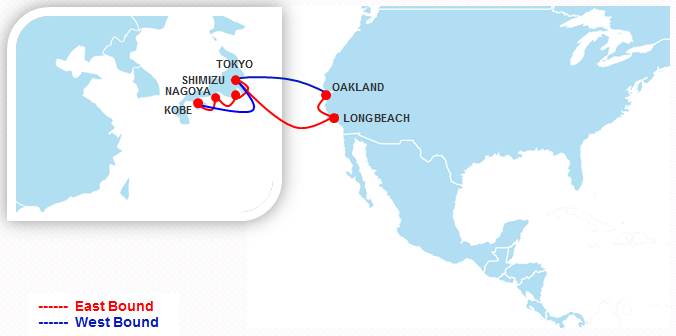 TOKYO
SHIMIZU
NAGOYA
KOBE
OAKLAND
LONGBEACH
------ East Bound
------ West Bound